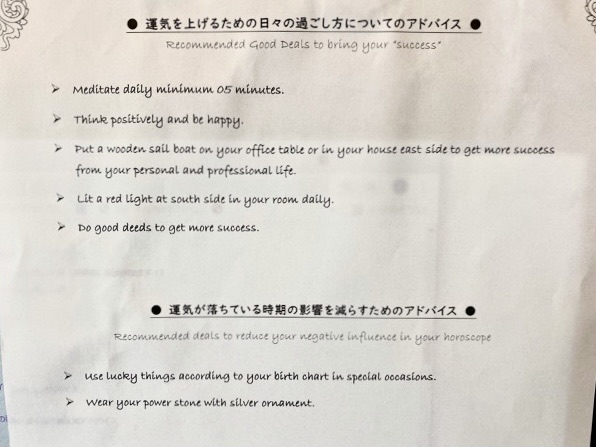 ● 運気を上げるための日々の過ごし方についてのアドバイス ●
Recommended Good Deals to bring your "success"
➢ Meditate daily minimum 05 minutes.
➢ Think positively and be happy.
➢ Put a wooden sail boat on your office table or in your house east side to get more success
from your personal and professional life.
➢ Lit a red light at south side in your room daily.
➢ Do good deeds to get more success.
● 運気が落ちている時期の影響を減らすためのアドバイス ●
Recommended deals to reduce your negative influence in your horoscope
➢ Use lucky things according to your birth chart in special occasions.
➢ Wear your power stone with silver ornament.